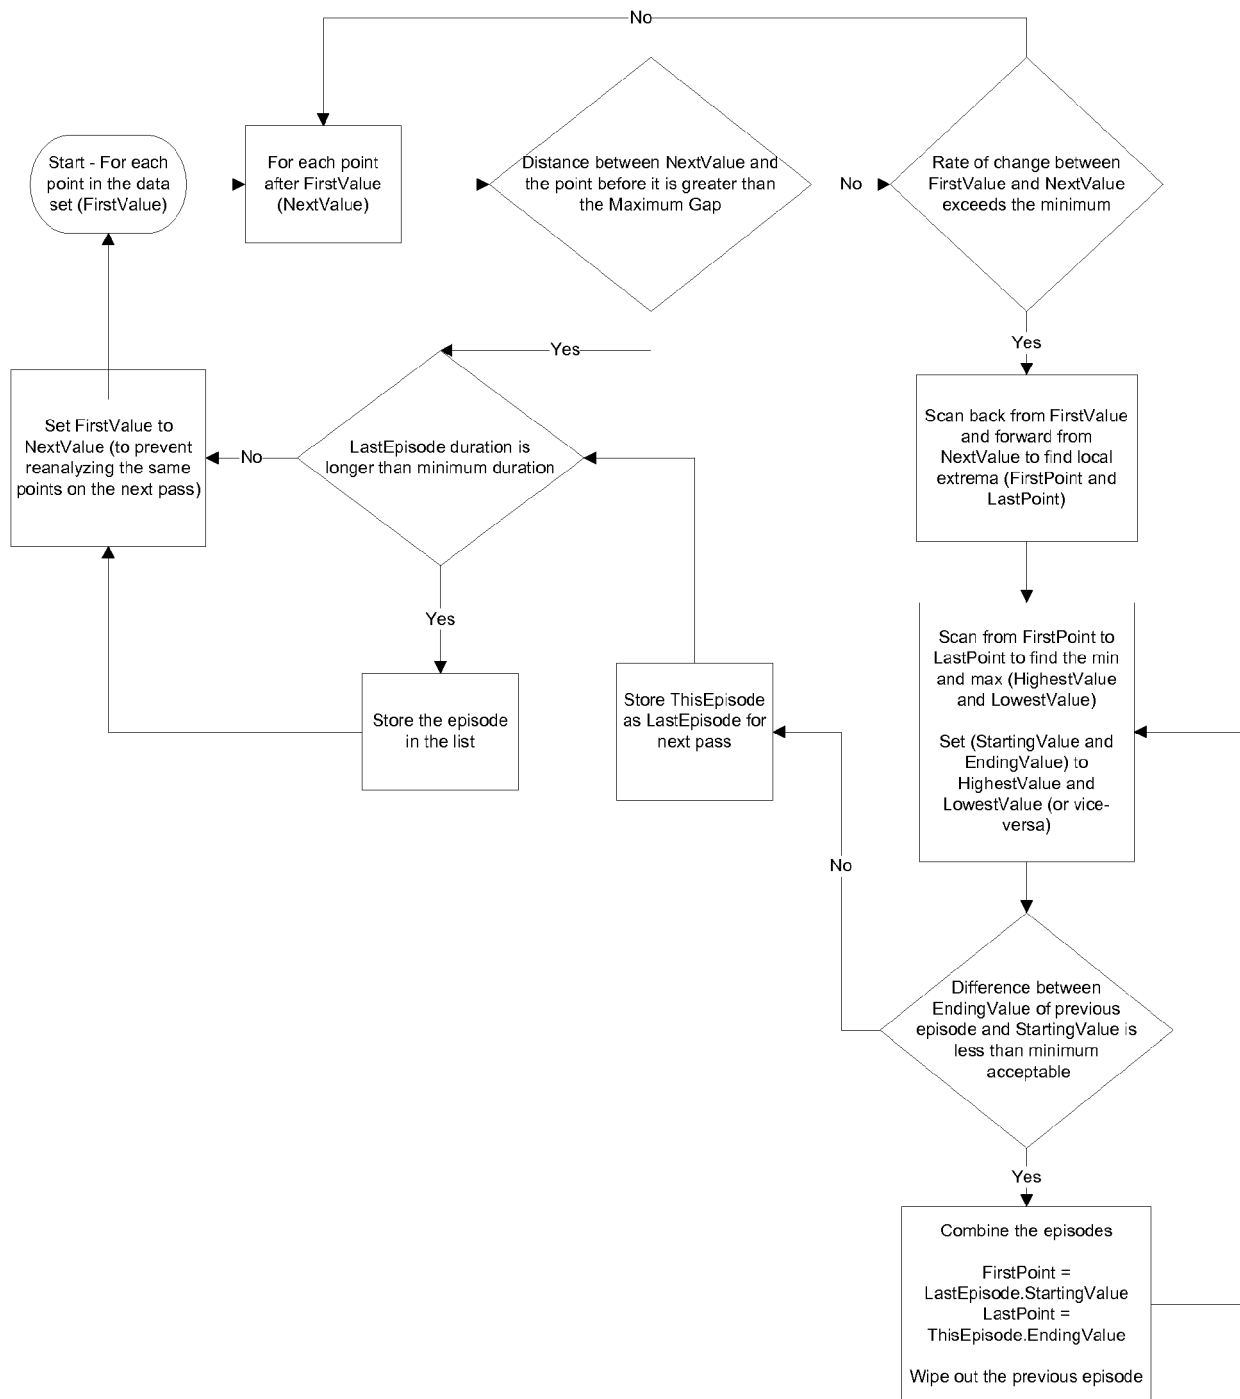 No
Start - For each
point in the data
set (FirstValue)
For each point
after FirstValue
(NextValue)
Distance between NextValue and
the point before it is greater than
the Maximum Gap
No
Rate of change between
FirstValue and NextValue
exceeds the minimum
Yes
Yes
Set FirstValue to
NextValue (to prevent
reanalyzing the same
points on the next pass)
No
LastEpisode duration is
longer than minimum duration
Scan back from FirstValue
and forward from
NextValue to find local
extrema (FirstPoint and
LastPoint)
Yes
Store the episode
in the list
Store ThisEpisode
as LastEpisode for
next pass
Scan from FirstPoint to
LastPoint to find the min
and max (HighestValue
and LowestValue)
Set (StartingValue and
EndingValue) to
HighestValue and
LowestValue (or vice-
versa)
No
Difference between
EndingValue of previous
episode and StartingValue is
less than minimum
acceptable
Yes
Combine the episodes
FirstPoint =
LastEpisode.StartingValue
LastPoint =
ThisEpisode.EndingValue
Wipe out the previous episode